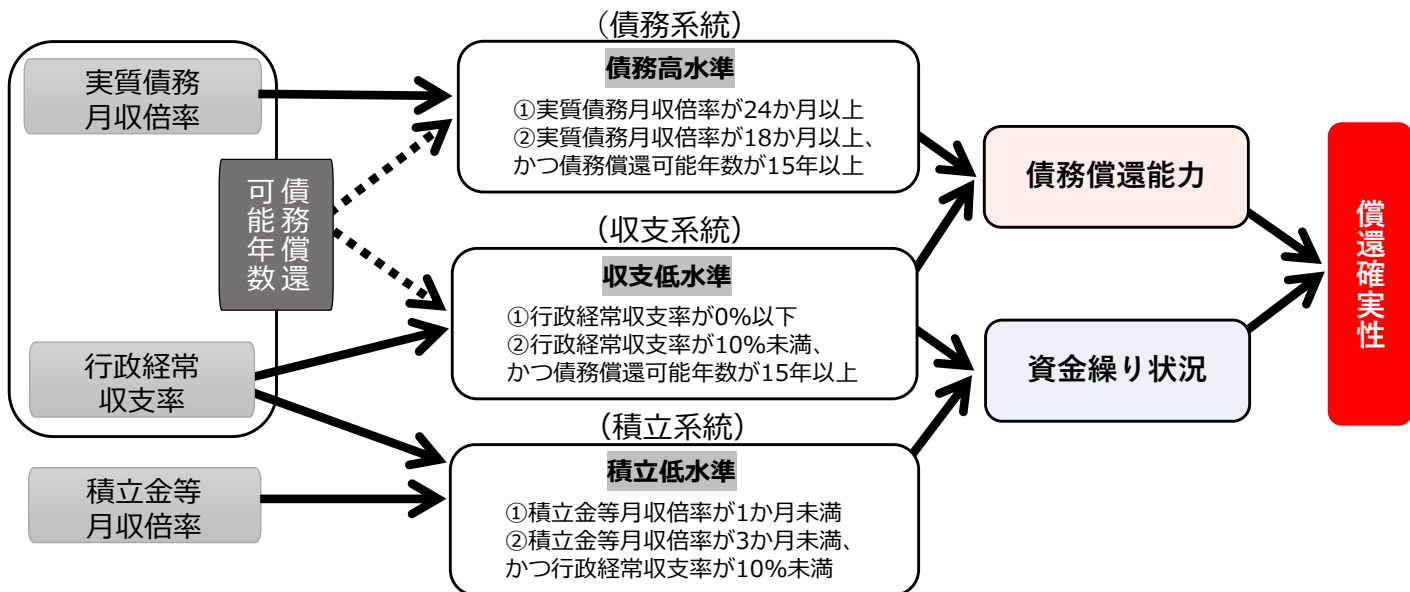 実質債務
月収倍率
債務償還
可能年数
行政経常
収支率
積立金等
月収倍率
（債務系統）
債務高水準
①実質債務月収倍率が24か月以上
②実質債務月収倍率が18か月以上、
かつ債務償還可能年数が15年以上
（収支系統）
収支低水準
①行政経常収支率が0%以下
②行政経常収支率が10%未満、
かつ債務償還可能年数が15年以上
（積立系統）
積立低水準
①積立金等月収倍率が1か月未満
②積立金等月収倍率が3か月未満、
かつ行政経常収支率が10%未満
債務償還能力
資金繰り状況
償還確実性